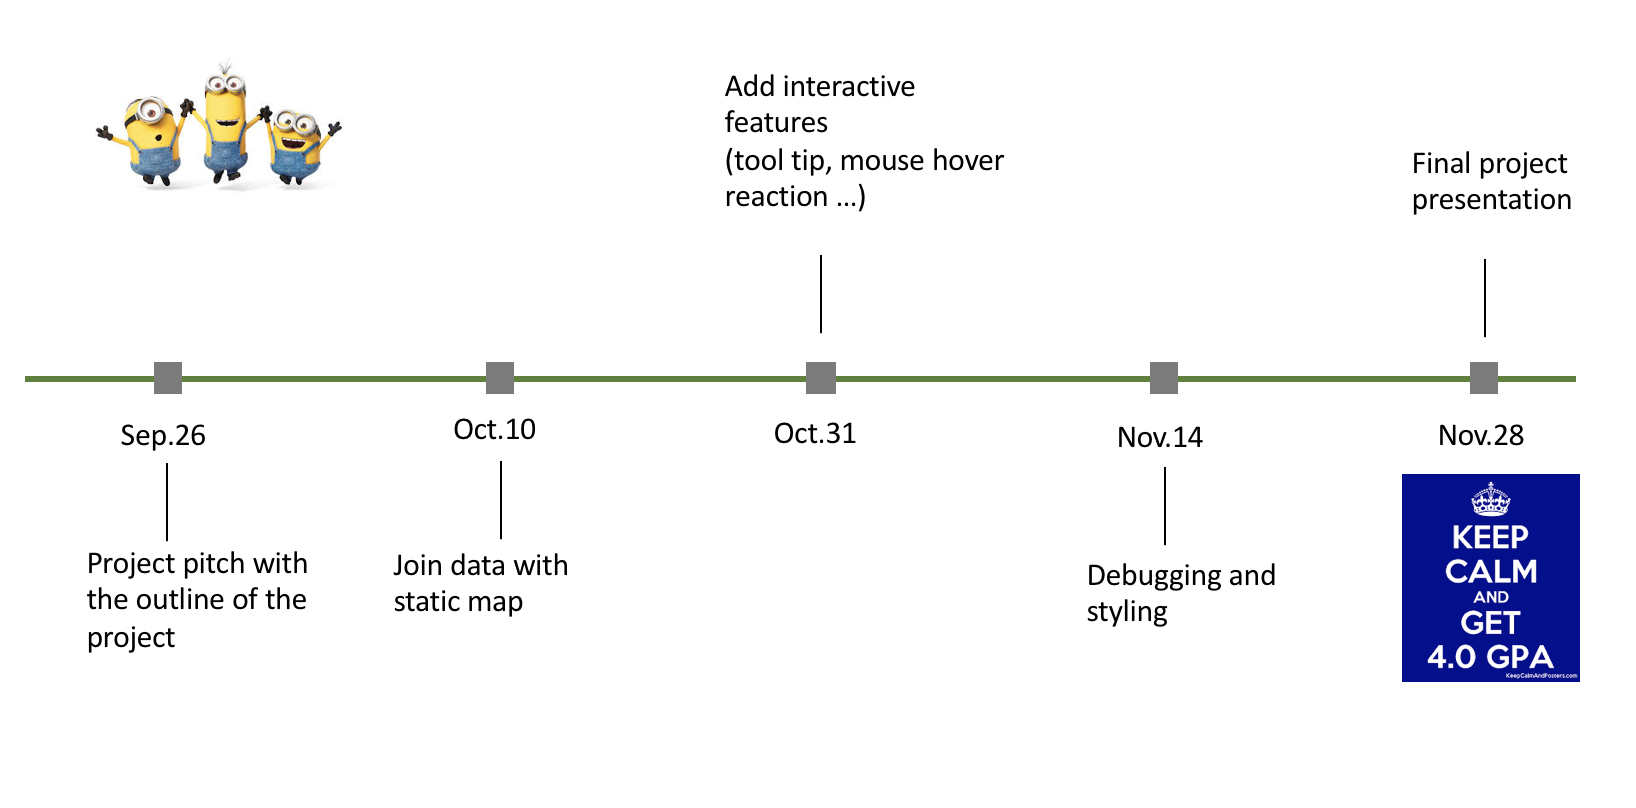 Add interactive
features
(tool tip, mouse hover
reaction ...)
Final project
presentation
Sep.26
Oct.10
Oct.31
Nov.14
Nov.28
Project pitch with
the outline of the
project
Join data with
static map
Debugging and
styling
KEEP
CALM
AND
GET
4.0 GPA
KeepCalmAndPosters.com